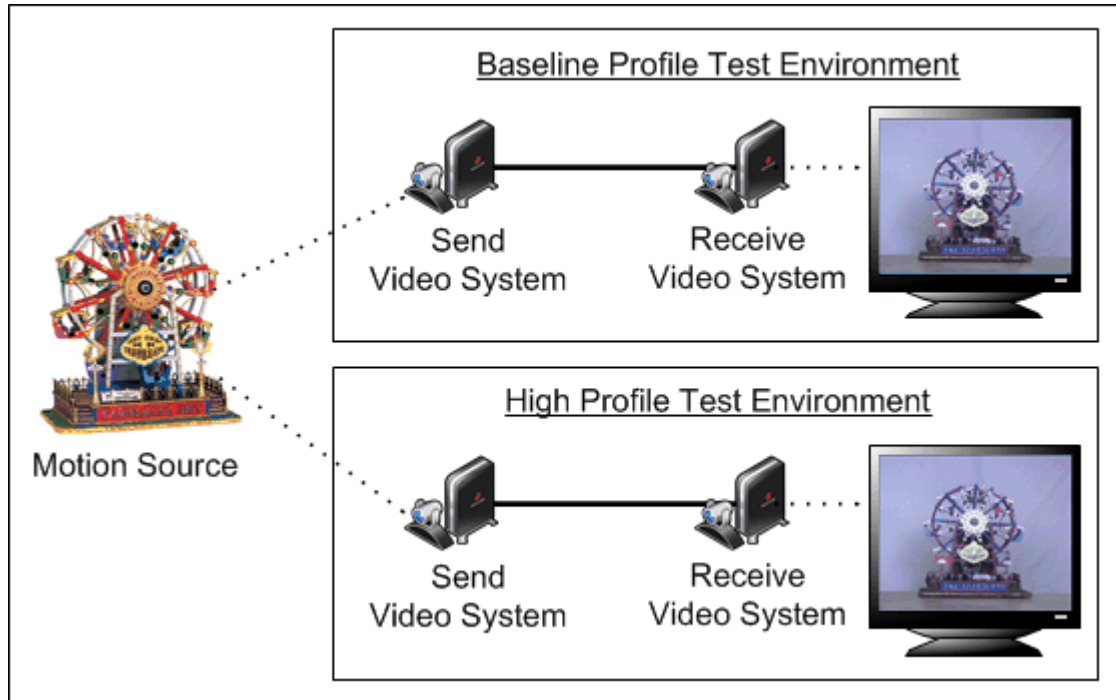 Baseline Profile Test Environment
Send
Video System
Receive
Video System
Motion Source
High Profile Test Environment
Send
Video System
Receive
Video System